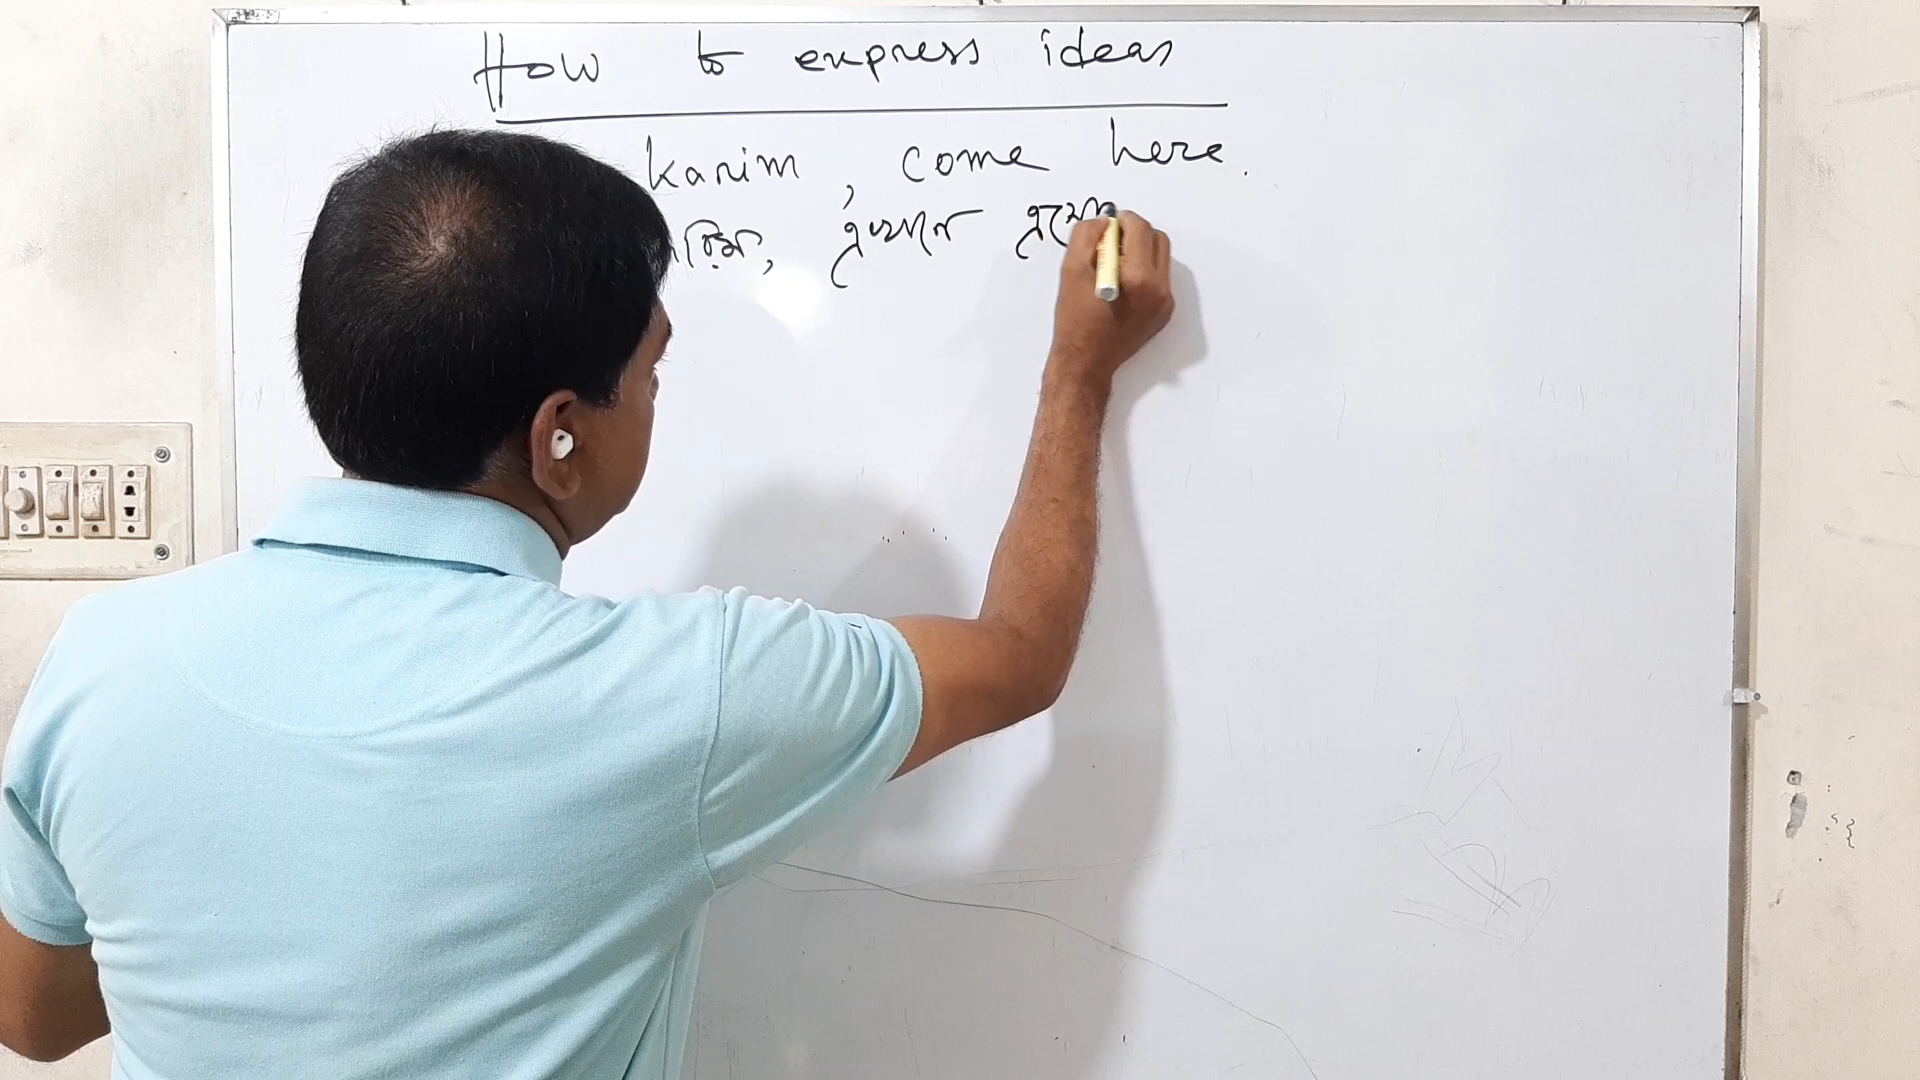 How to express ideas
Karim, come here.
রিম, এখানে